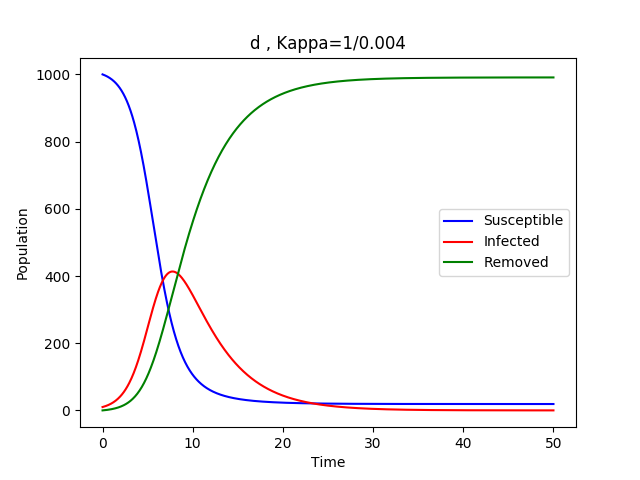 d , Kappa=1/0.004
1000
800
600
400
200
0
Population
Susceptible
Infected
Removed
0 10 20 30 40 50
Time